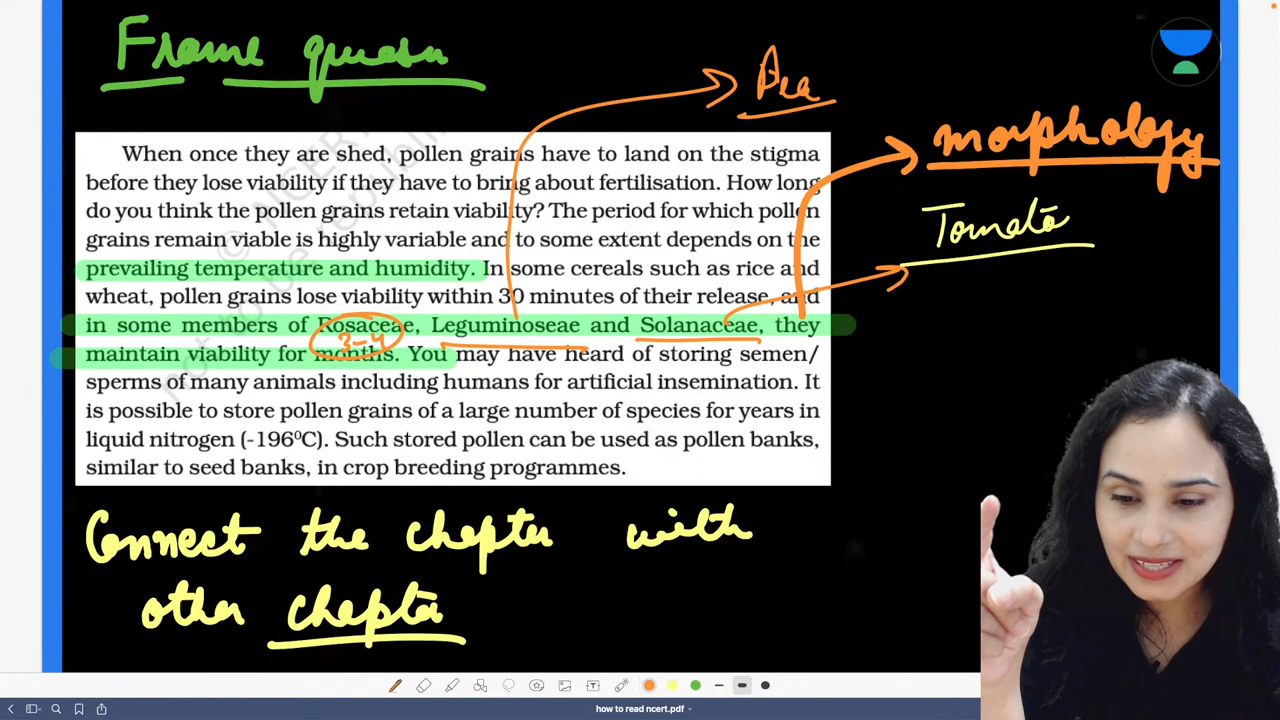 Frame quesn
Pea
morphology
Tomato
When once they are shed, pollen grains have to land on the stigma
before they lose viability if they have to bring about fertilisation. How long
do you think the pollen grains retain viability? The period for which pollen
grains remain viable is highly variable and to some extent depends on the
prevailing temperature and humidity. In some cereals such as rice and
wheat, pollen grains lose viability within 30 minutes of their release, and
in some members of Rosaceae, Leguminoseae and Solanaceae, they
maintain viability for months. You may have heard of storing semen/
3-4
sperms of many animals including humans for artificial insemination. It
is possible to store pollen grains of a large number of species for years in
liquid nitrogen (-196⁰C). Such stored pollen can be used as pollen banks,
similar to seed banks, in crop breeding programmes.
Connect the chepter with
other chepter
how to read ncert.pdf